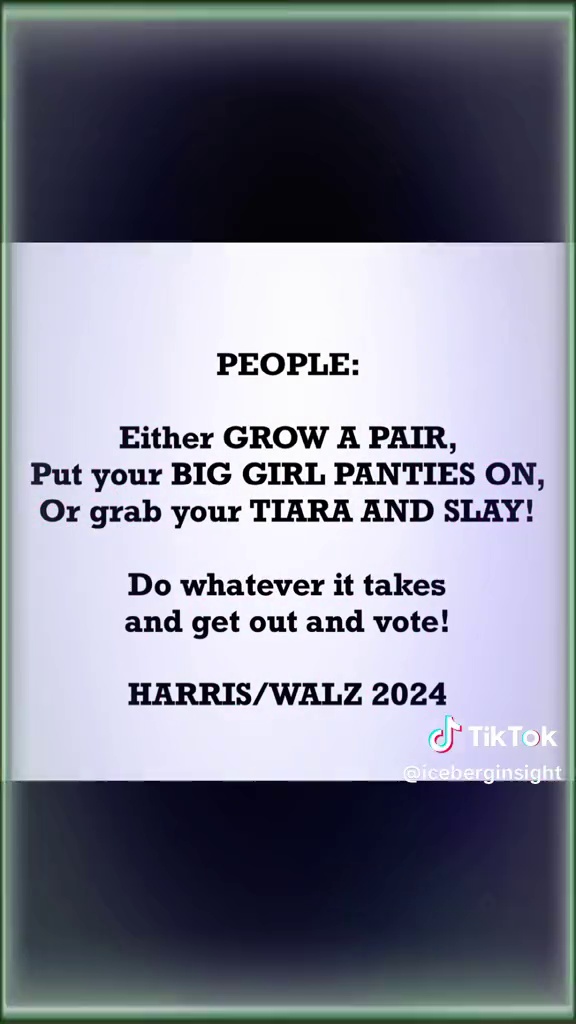 PEOPLE:
Either GROW A PAIR,
Put your BIG GIRL PANTIES ON,
Or grab your TIARA AND SLAY!
Do whatever it takes
and get out and vote!
HARRIS/WALZ 2024
TikTok
@iceberginsight